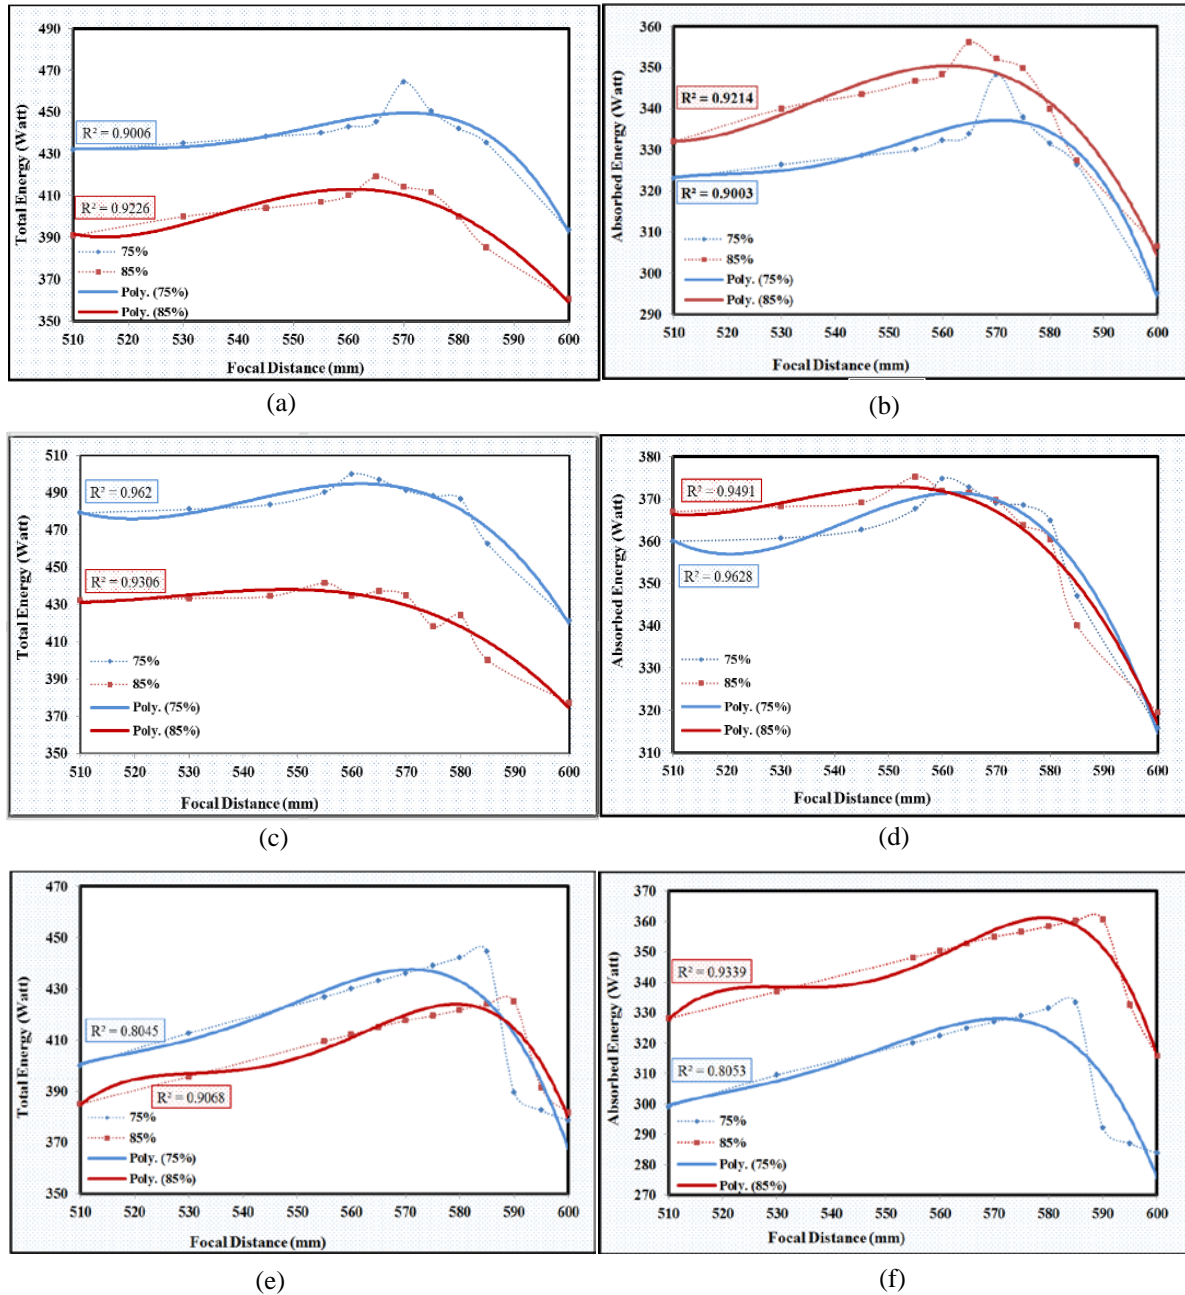 490
470
450
430
410
390
370
350
Total Energy (Watt)
R² = 0.9006
R² = 0.9226
75%
85%
Poly. (75%)
Poly. (85%)
510 520 530 540 550 560 570 580 590 600
Focal Distance (mm)
(a)
360
350
340
330
320
310
300
290
Absorbed Energy (Watt)
R² = 0.9214
R² = 0.9003
75%
85%
Poly. (75%)
Poly. (85%)
510 520 530 540 550 560 570 580 590 600
Focal Distance (mm)
(b)
510
490
470
450
430
410
390
370
350
Total Energy (Watt)
R² = 0.962
R² = 0.9306
75%
85%
Poly. (75%)
Poly. (85%)
510 520 530 540 550 560 570 580 590 600
Focal Distance (mm)
(c)
380
370
360
350
340
330
320
310
Absorbed Energy (Watt)
R² = 0.9491
R² = 0.9628
75%
85%
Poly. (75%)
Poly. (85%)
510 520 530 540 550 560 570 580 590 600
Focal Distance (mm)
(d)
470
450
430
410
390
370
350
Total Energy (Watt)
R² = 0.8045
R² = 0.9068
75%
85%
Poly. (75%)
Poly. (85%)
510 520 530 540 550 560 570 580 590 600
Focal Distance (mm)
(e)
370
360
350
340
330
320
310
300
290
280
270
Absorbed Energy (Watt)
R² = 0.9339
R² = 0.8053
75%
85%
Poly. (75%)
Poly. (85%)
510 520 530 540 550 560 570 580 590 600
Focal Distance (mm)
(f)